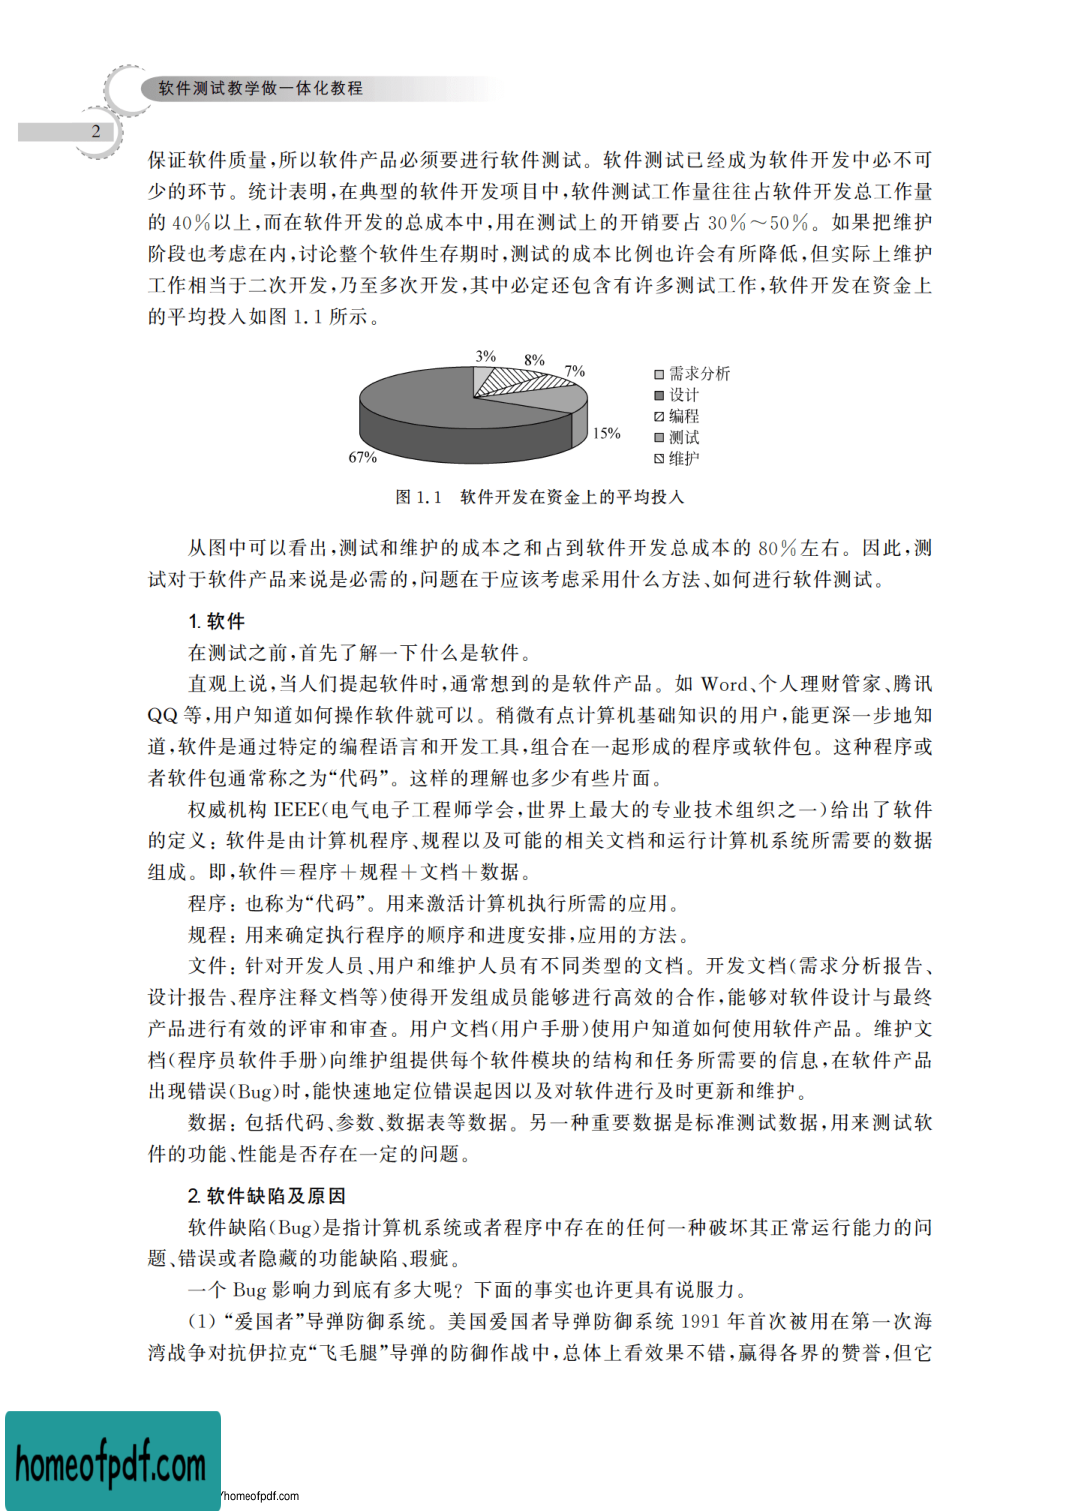 软件测试教学做一体化教程
2
保证软件质量,所以软件产品必须要进行软件测试。软件测试已经成为软件开发中必不可
少的环节。统计表明,在典型的软件开发项目中,软件测试工作量往往占软件开发总工作量
的 40%以上,而在软件开发的总成本中,用在测试上的开销要占 30%~50%。如果把维护
阶段也考虑在内,讨论整个软件生存期时,测试的成本比例也许会有所降低,但实际上维护
工作相当于二次开发,乃至多次开发,其中必定还包含有许多测试工作,软件开发在资金上
的平均投入如图 1.1 所示。
3%
8%
7%
15%
67%
需求分析
设计
编程
测试
维护
图 1.1 软件开发在资金上的平均投入
从图中可以看出,测试和维护的成本之和占到软件开发总成本的 80%左右。因此,测
试对于软件产品来说是必需的,问题在于应该考虑采用什么方法、如何进行软件测试。
1. 软件
在测试之前,首先了解一下什么是软件。
直观上说,当人们提起软件时,通常想到的是软件产品。如 Word、个人理财管家、腾讯
QQ 等,用户知道如何操作软件就可以。稍微有点计算机基础知识的用户,能更深一步地知
道,软件是通过特定的编程语言和开发工具,组合在一起形成的程序或软件包。这种程序或
者软件包通常称之为“代码”。这样的理解也多少有些片面。
权威机构 IEEE(电气电子工程师学会,世界上最大的专业技术组织之一)给出了软件
的定义:软件是由计算机程序、规程以及可能的相关文档和运行计算机系统所需要的数据
组成。即,软件=程序+规程+文档+数据。
程序:也称为“代码”。用来激活计算机执行所需的应用。
规程:用来确定执行程序的顺序和进度安排,应用的方法。
文件:针对开发人员、用户和维护人员有不同类型的文档。开发文档(需求分析报告、
设计报告、程序注释文档等)使得开发组成员能够进行高效的合作,能够对软件设计与最终
产品进行有效的评审和审查。用户文档(用户手册)使用户知道如何使用软件产品。维护文
档(程序员软件手册)向维护组提供每个软件模块的结构和任务所需要的信息,在软件产品
出现错误(Bug)时,能快速地定位错误起因以及对软件进行及时更新和维护。
数据:包括代码、参数、数据表等数据。另一种重要数据是标准测试数据,用来测试软
件的功能、性能是否存在一定的问题。
2. 软件缺陷及原因
软件缺陷(Bug)是指计算机系统或者程序中存在的任何一种破坏其正常运行能力的问
题、错误或者隐藏的功能缺陷、瑕疵。
一个 Bug 影响力到底有多大呢?下面的事实也许更具有说服力。
(1)“爱国者”导弹防御系统。美国爱国者导弹防御系统 1991 年首次被用在第一次海
湾战争对抗伊拉克“飞毛腿”导弹的防御作战中,总体上看效果不错,赢得各界的赞誉,但它
homeofpdf.com
/homeofpdf.com